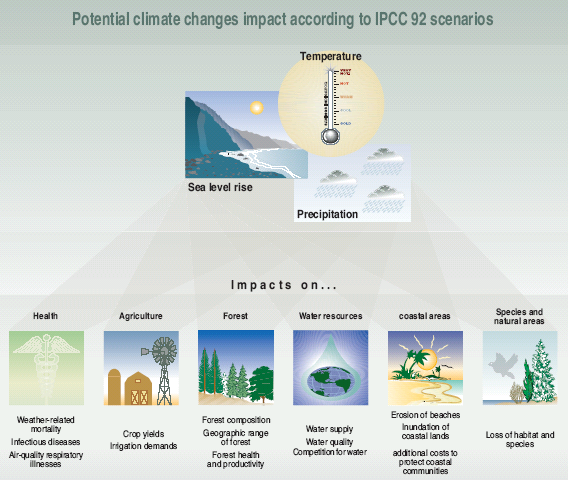 Potential climate changes impact according to IPCC 92 scenarios
Temperature
HOT
COLD
Sea level rise
Precipitation
Impacts on...
Health
Agriculture
Forest
Water resources
coastal areas
Species and
natural areas
Weather-related
mortality
Infectious diseases
Air-quality respiratory
illnesses
Crop yields
Irrigation demands
Forest composition
Geographic range
of forest
Forest health
and productivity
Water supply
Water quality
Competition for water
Erosion of beaches
Inundation of
coastal lands
additional costs to
protect coastal
communities
Loss of habitat and
species